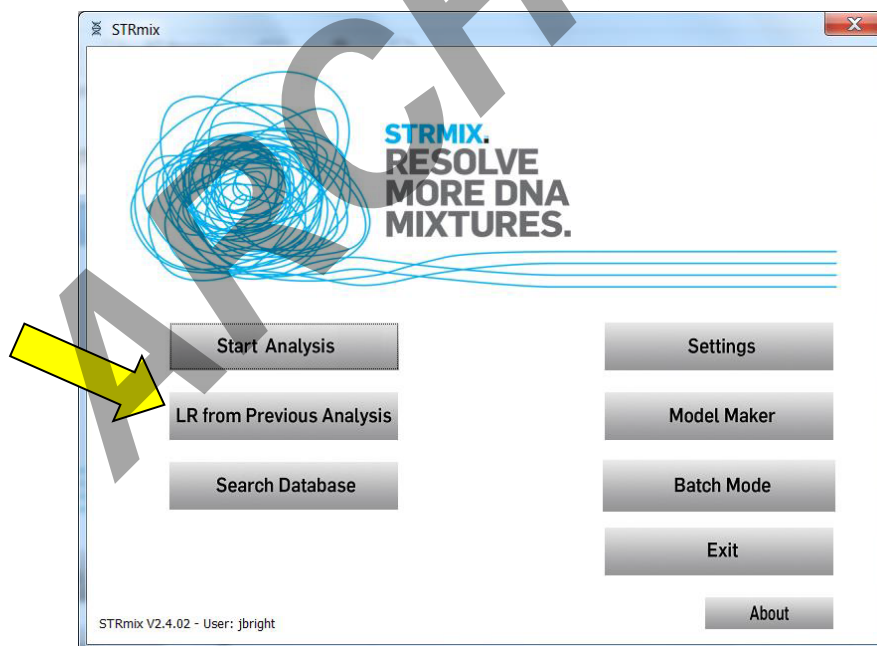 STRmix
STRMIX.
RESOLVE
MORE DNA
MIXTURES.
Start Analysis
Settings
LR from Previous Analysis
Model Maker
Search Database
Batch Mode
Exit
About
STRmix V2.4.02 - User: jbright
ARCH